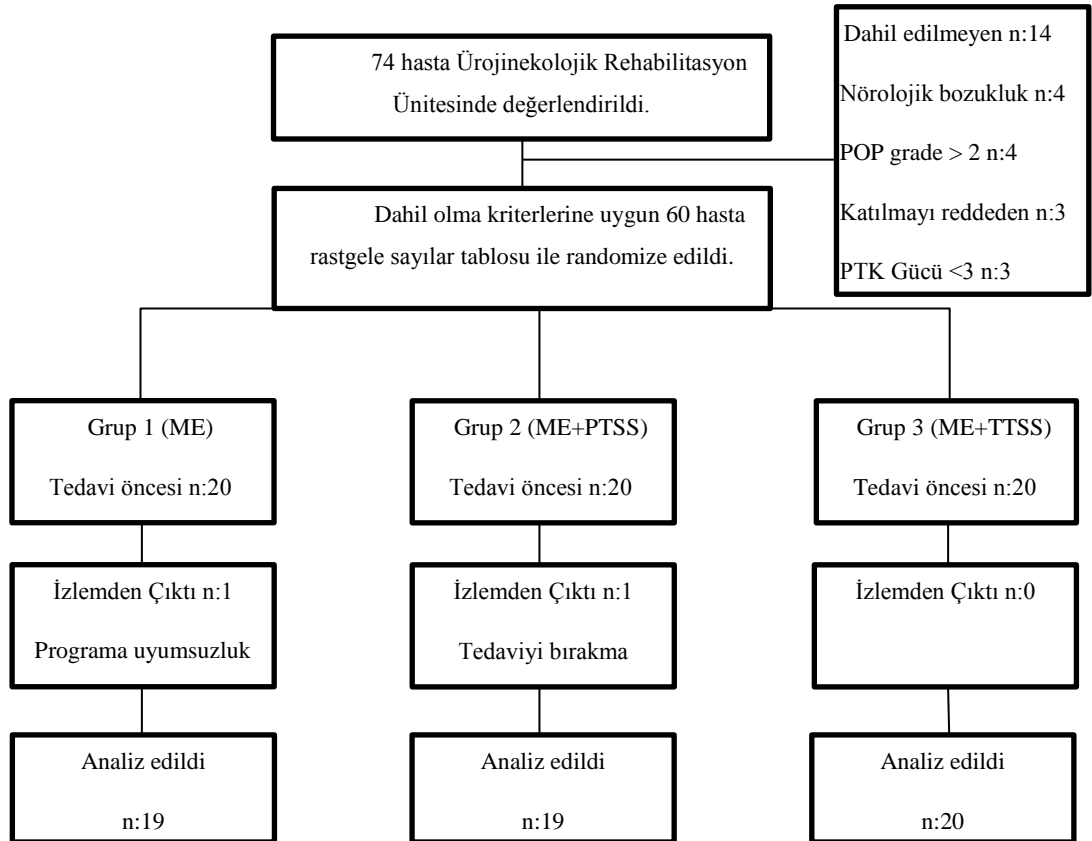 74 hasta Ürojinekolojik Rehabilitasyon
Ünitesinde değerlendirildi.
Dahil edilmeyen n:14
Nörolojik bozukluk n:4
POP grade > 2 n:4
Katılmayı reddeden n:3
PTK Gücü <3 n:3
Dahil olma kriterlerine uygun 60 hasta
rastgele sayılar tablosu ile randomize edildi.
Grup 1 (ME)
Tedavi öncesi n:20
Grup 2 (ME+PTSS)
Tedavi öncesi n:20
Grup 3 (ME+TTSS)
Tedavi öncesi n:20
İzlemden Çıktı n:1
Programa uyumsuzluk
İzlemden Çıktı n:1
Tedaviyi bırakma
İzlemden Çıktı n:0
Analiz edildi
n:19
Analiz edildi
n:19
Analiz edildi
n:20